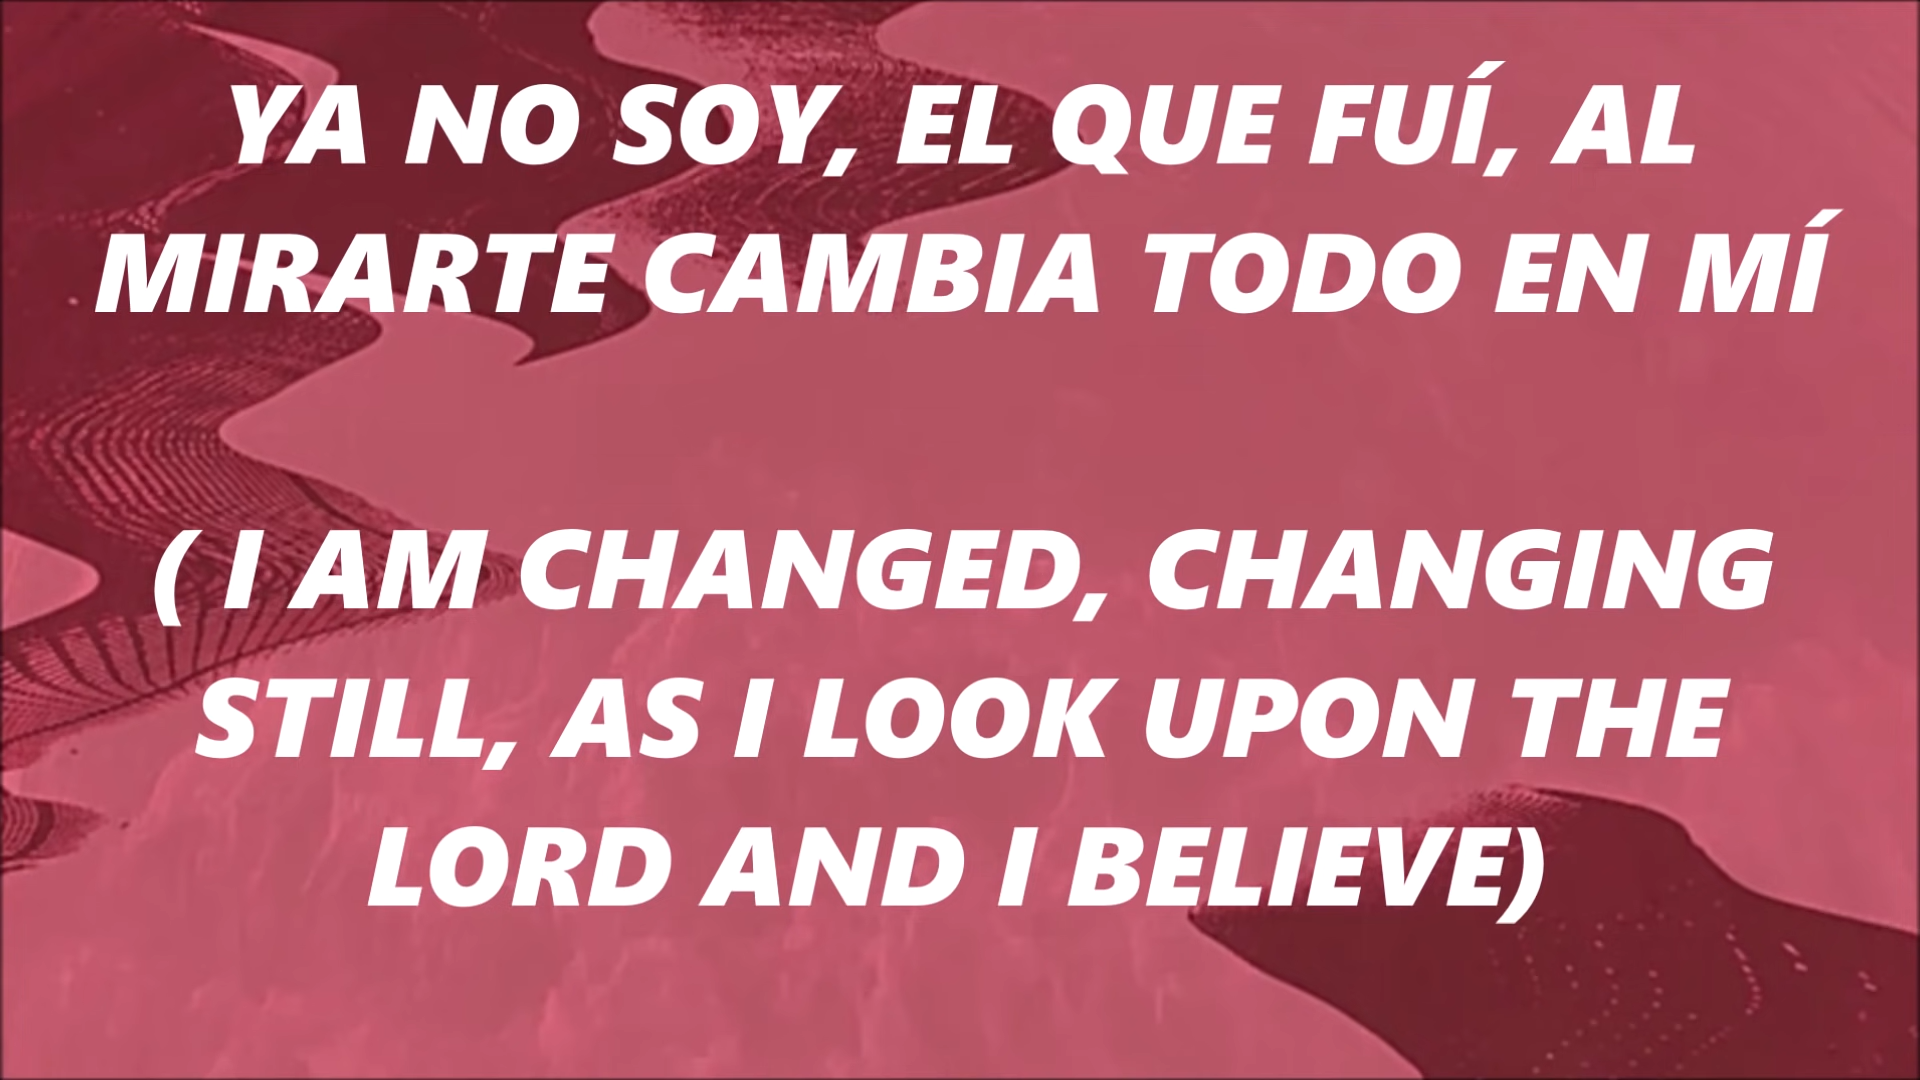 YA NO SOY, EL QUE FUÍ, AL
MIRARTE CAMBIA TODO EN MÍ
( I AM CHANGED, CHANGING
STILL, AS I LOOK UPON THE
LORD AND I BELIEVE)